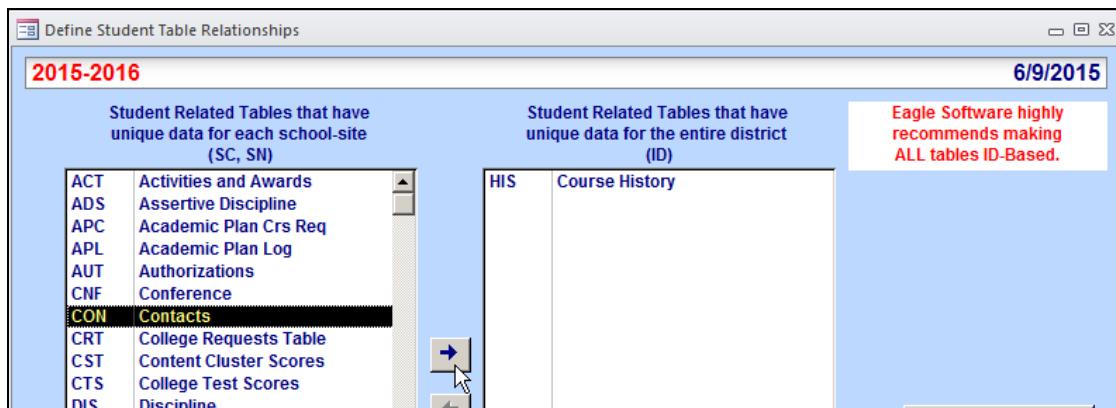 Define Student Table Relationships
2015-2016 6/9/2015
Student Related Tables that have
unique data for each school-site
(SC, SN)
Student Related Tables that have
unique data for the entire district
(ID)
Eagle Software highly
recommends making
ALL tables ID-Based.
ACT Activities and Awards
ADS Assertive Discipline
APC Academic Plan Crs Req
APL Academic Plan Log
AUT Authorizations
CNF Conference
CON Contacts
CRT College Requests Table
CST Content Cluster Scores
CTS College Test Scores
DIS Discipline
HIS Course History